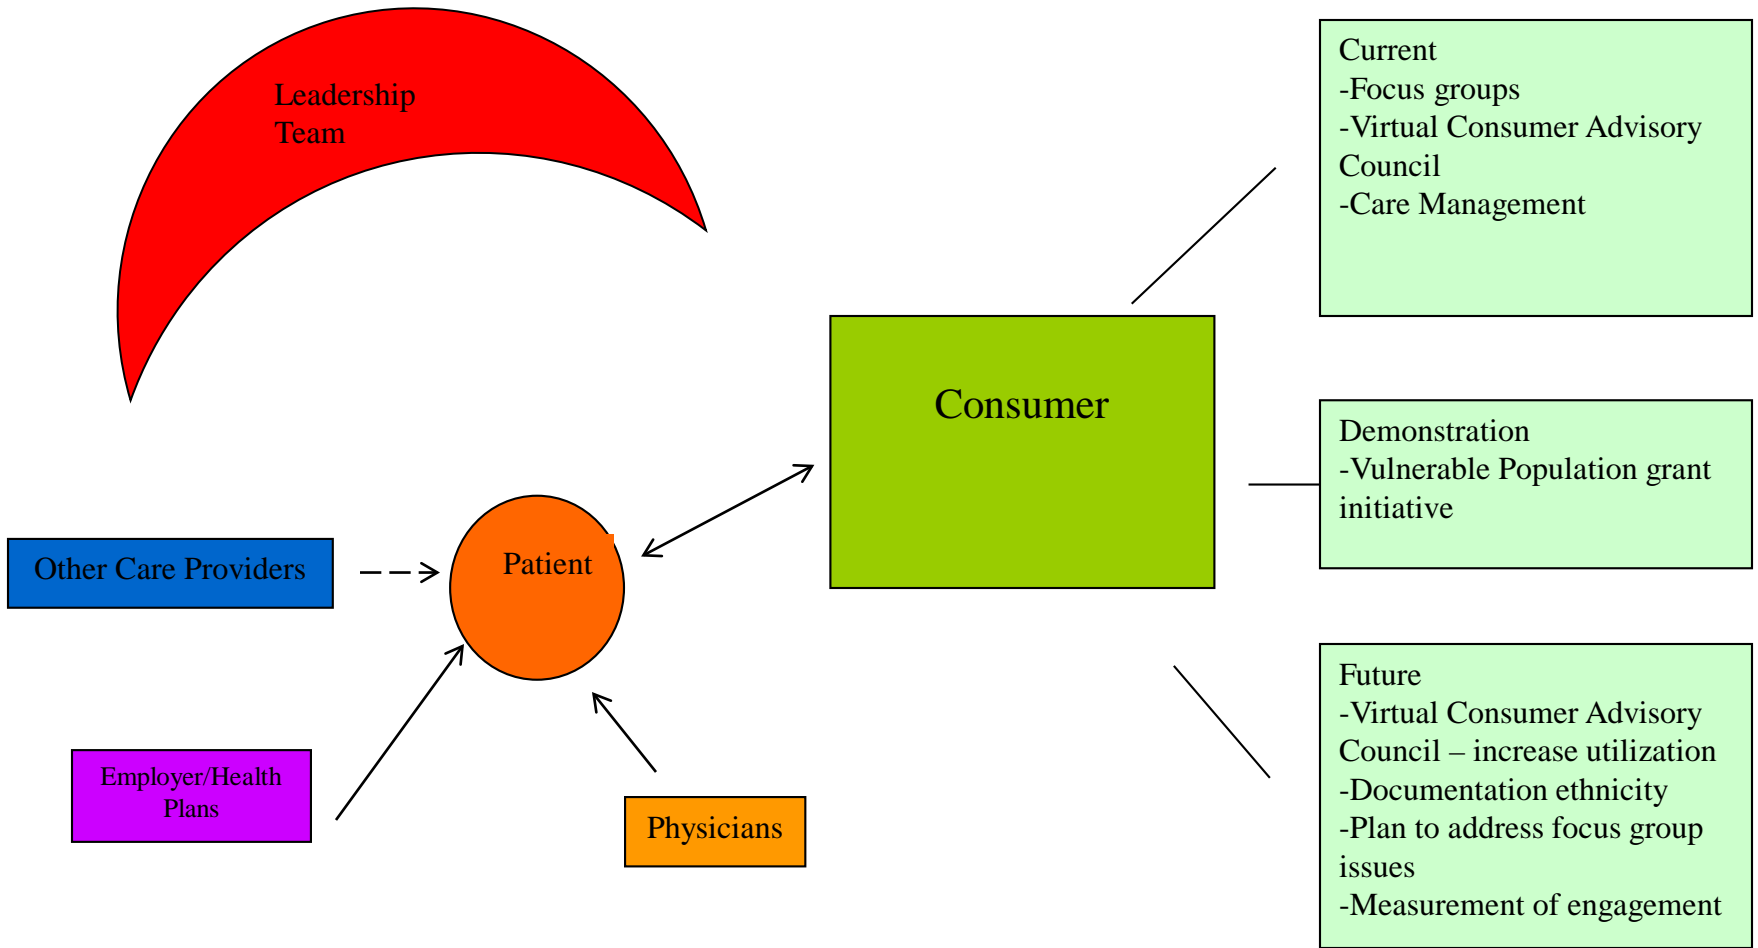 Leadership
Team
Current
-Focus groups
-Virtual Consumer Advisory
Council
-Care Management
Consumer
Demonstration
-Vulnerable Population grant
initiative
Other Care Providers
Patient
Employer/Health
Plans
Physicians
Future
-Virtual Consumer Advisory
Council – increase utilization
-Documentation ethnicity
-Plan to address focus group
issues
-Measurement of engagement